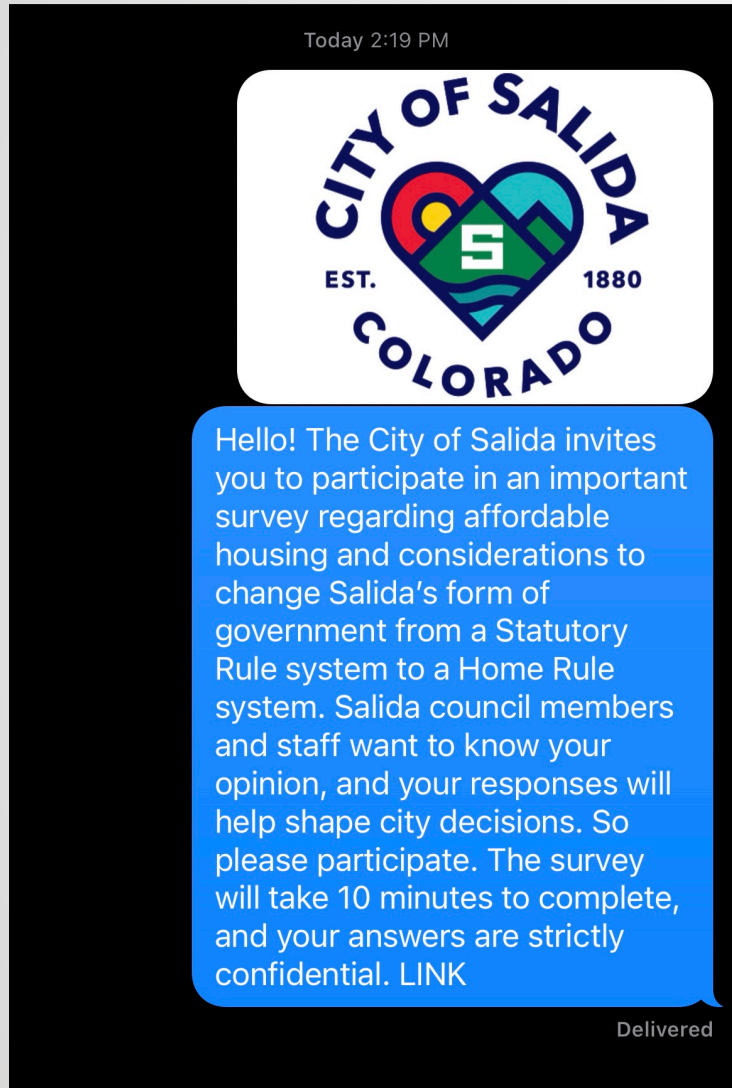 Today 2:19 PM
CITY OF SALIDA
S
EST. 1880
COLORADO
Hello! The City of Salida invites
you to participate in an important
survey regarding affordable
housing and considerations to
change Salida’s form of
government from a Statutory
Rule system to a Home Rule
system. Salida council members
and staff want to know your
opinion, and your responses will
help shape city decisions. So
please participate. The survey
will take 10 minutes to complete,
and your answers are strictly
confidential. LINK
Delivered